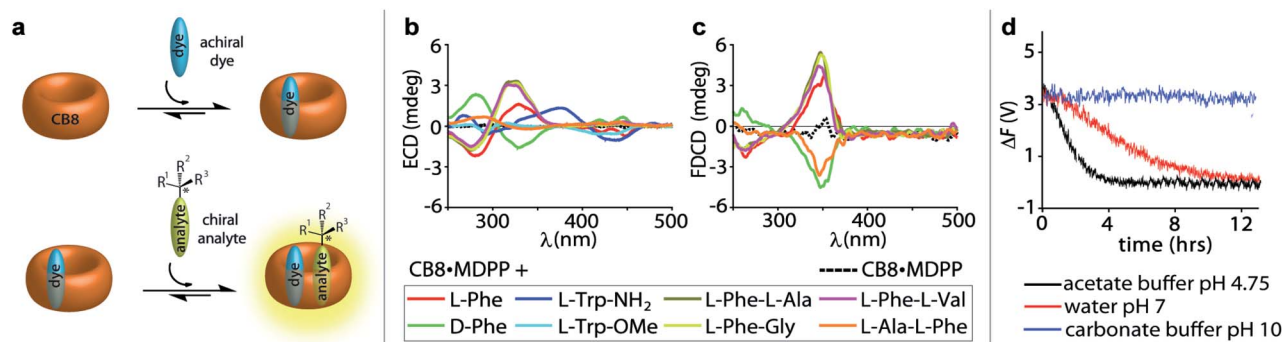 a
dye
achiral
dye
CB8
dye
R¹
R²
R³
*
analyte
chiral
analyte
dye
R¹
R²
R³
*
dye
analyte
b
ECD (mdeg)
6
3
0
-3
-6
300
400
500
λ(nm)
c
FDCD (mdeg)
6
3
0
-3
-6
300
400
500
λ(nm)
CB8•MDPP +
CB8•MDPP
L-Phe
L-Trp-NH₂
L-Phe-L-Ala
L-Phe-L-Val
D-Phe
L-Trp-OMe
L-Phe-Gly
L-Ala-L-Phe
d
ΔF (V)
5
3
1
-1
0
4
8
12
time (hrs)
acetate buffer pH 4.75
water pH 7
carbonate buffer pH 10